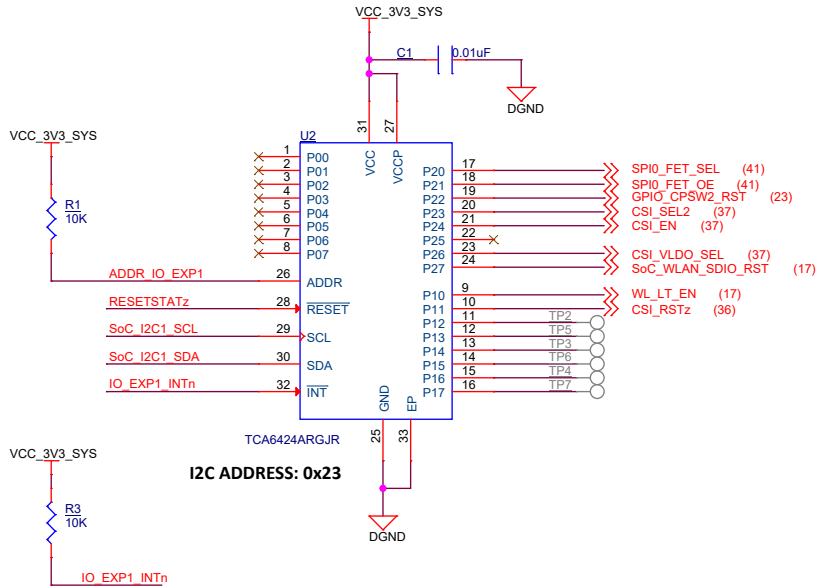 VCC_3V3_SYS
C1 0.01uF
DGND
VCC_3V3_SYS
R1
10K
U2
31 27
VCC VCCP
1 P00
2 P01
3 P02
4 P03
5 P04
6 P05
7 P06
8 P07
ADDR_IO_EXP1 26 ADDR
RESETSTATz 28 RESET
SoC_I2C1_SCL 29 SCL
SoC_I2C1_SDA 30 SDA
IO_EXP1_INTn 32 INT
P20 17 SPI0_FET_SEL (41)
P21 18 SPI0_FET_OE (41)
P22 19 GPIO_CPSW2_RST (23)
P23 20 CSI_SEL2 (37)
P24 21 CSI_EN (37)
P25 22
P26 23 CSI_VLDO_SEL (37)
P27 24 SoC_WLAN_SDIO_RST (17)
P10 9 WL_LT_EN (17)
P11 10 CSI_RSTz (36)
P12 11 TP2
P13 12 TP5
P14 13 TP3
P15 14 TP6
P16 15 TP4
P17 16 TP7
GND EP
25 33
TCA6424ARGJR
I2C ADDRESS: 0x23
DGND
VCC_3V3_SYS
R3
10K
IO_EXP1_INTn